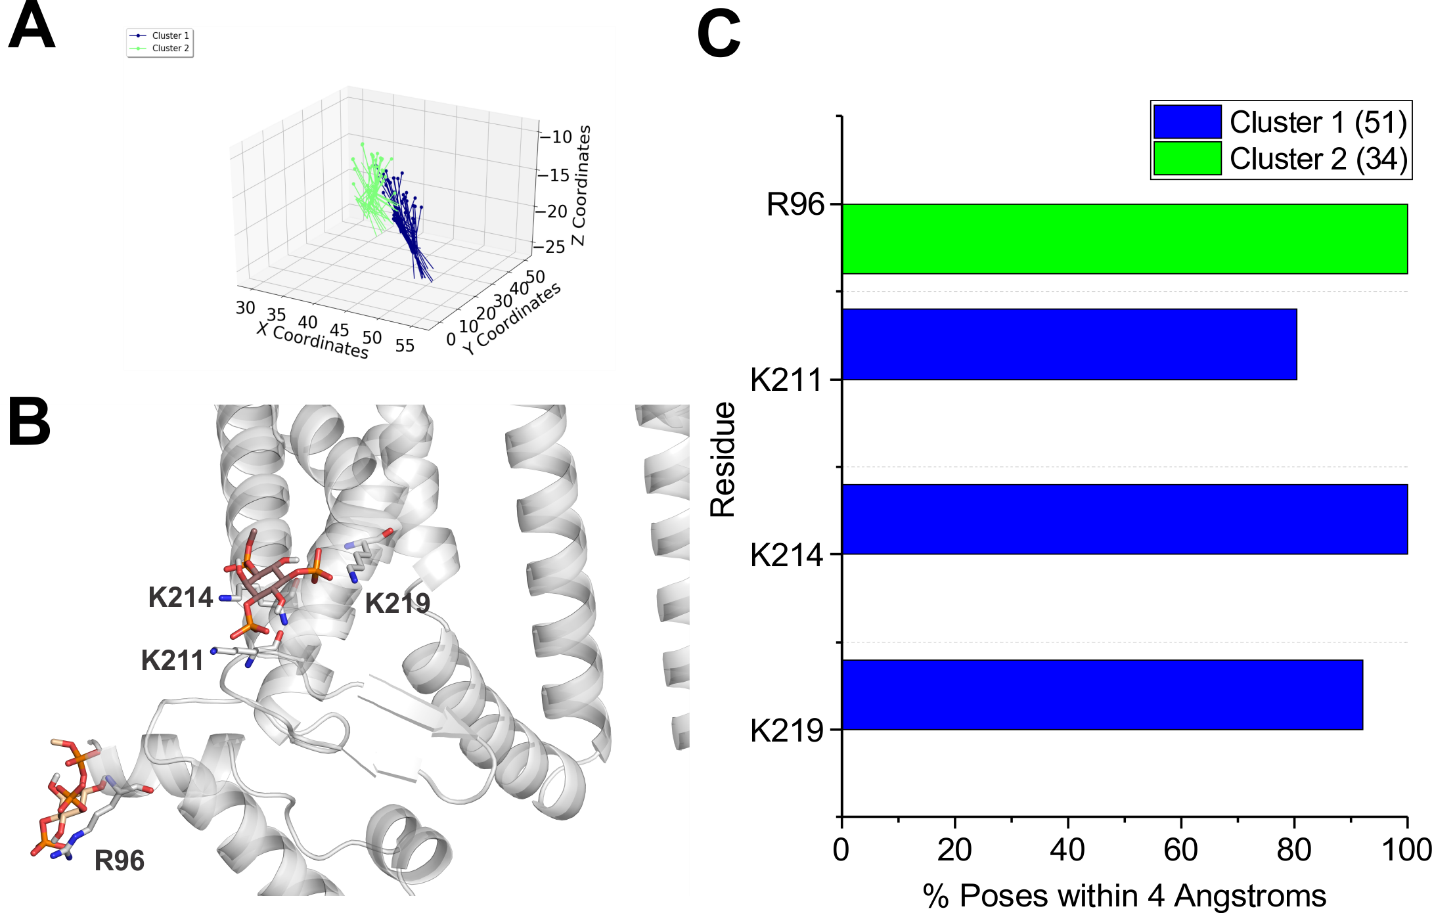 A
Cluster 1
Cluster 2
−10
−15
−20
−25
Z Coordinates
30 35 40 45 50 55
X Coordinates
0 10 20 30 40 50
Y Coordinates
B
K214
K219
K211
R96
C
Cluster 1 (51)
Cluster 2 (34)
R96
K211
K214
K219
Residue
0 20 40 60 80 100
% Poses within 4 Angstroms